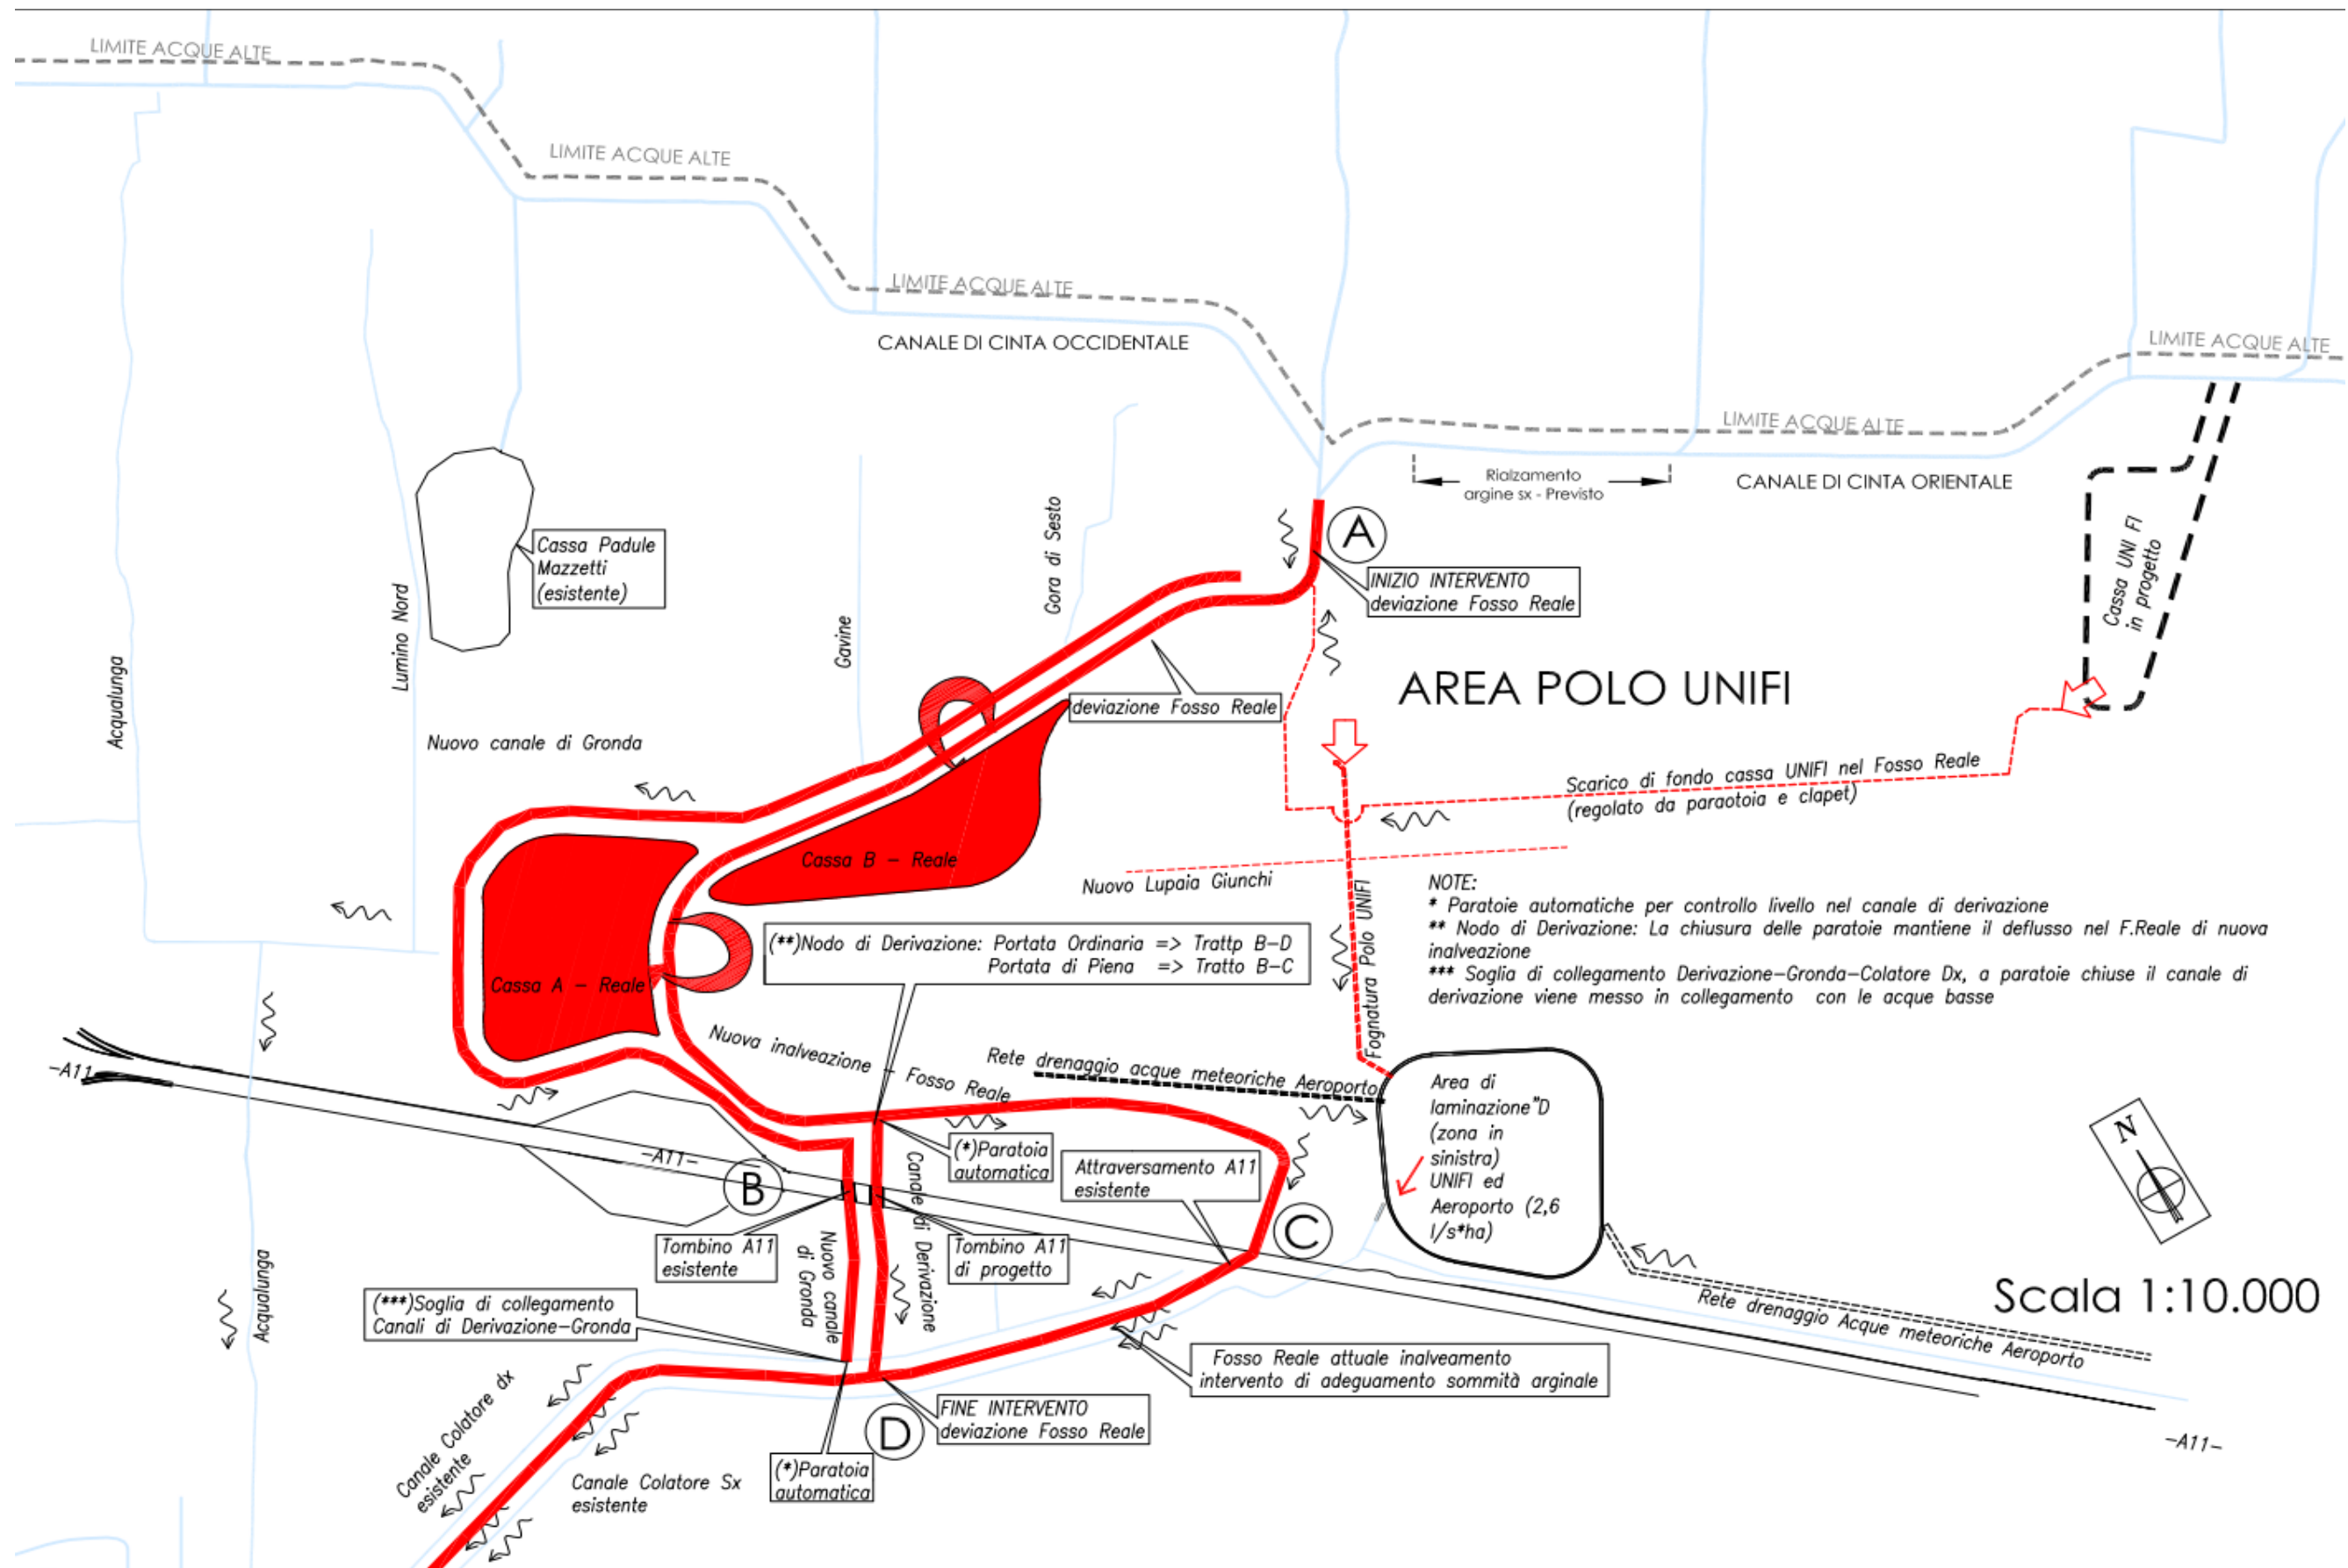 LIMITE ACQUE ALTE
LIMITE ACQUE ALTE
LIMITE ACQUE ALTE
CANALE DI CINTA OCCIDENTALE
LIMITE ACQUE ALTE
LIMITE ACQUE ALTE
Rialzamento
argine sx - Previsto
CANALE DI CINTA ORIENTALE
Cassa UNI FI
in progetto
A
INIZIO INTERVENTO
deviazione Fosso Reale
Cassa Padule
Mazzetti
(esistente)
Gora di Sesto
Gavine
Lumino Nord
Acqualunga
AREA POLO UNIFI
deviazione Fosso Reale
Nuovo canale di Gronda
Scarico di fondo cassa UNIFI nel Fosso Reale
(regolato da paraotoia e clapet)
Cassa B - Reale
Nuovo Lupaia Giunchi
Fognatura Polo UNIFI
NOTE:
* Paratoie automatiche per controllo livello nel canale di derivazione
** Nodo di Derivazione: La chiusura delle paratoie mantiene il deflusso nel F.Reale di nuova
inalveazione
*** Soglia di collegamento Derivazione-Gronda-Colatore Dx, a paratoie chiuse il canale di
derivazione viene messo in collegamento con le acque basse
(**)Nodo di Derivazione: Portata Ordinaria => Trattp B-D
Portata di Piena => Tratto B-C
Cassa A - Reale
Nuova inalveazione - Fosso Reale
Rete drenaggio acque meteoriche Aeroporto
Area di
laminazione"D
(zona in
sinistra)
UNIFI ed
Aeroporto (2,6
l/s*ha)
N
-A11-
-A11-
B
(*)Paratoia
automatica
Attraversamento A11
esistente
C
Canale di Derivazione
Tombino A11
esistente
Nuovo canale
di Gronda
Tombino A11
di progetto
Acqualunga
(***)Soglia di collegamento
Canali di Derivazione-Gronda
Scala 1:10.000
Rete drenaggio Acque meteoriche Aeroporto
Fosso Reale attuale inalveamento
intervento di adeguamento sommità arginale
FINE INTERVENTO
deviazione Fosso Reale
D
-A11-
Canale Colatore dx
esistente
(*)Paratoia
automatica
Canale Colatore Sx
esistente